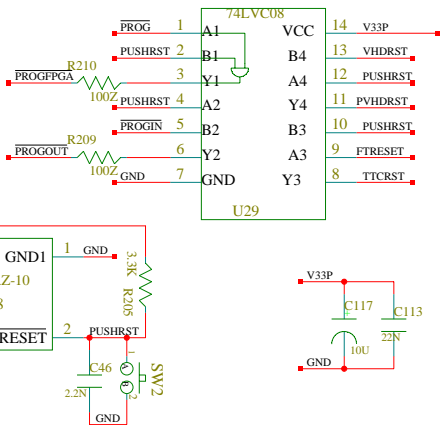 74LVC08
PROG 1 A1 VCC 14 V33P
PUSHRST 2 B1 B4 13 VHDRST
R210
PROGFPGA 3 Y1 A4 12 PUSHRST
100Z
PUSHRST 4 A2 Y4 11 PVHDRST
PROGIN 5 B2 B3 10 PUSHRST
R209
PROGOUT 6 Y2 A3 9 FTRESET
100Z
GND 7 GND Y3 8 TTCRST
U29
GND1 1 GND
3.3K
R205
Z-10
RESET 2 PUSHRST
C46
2.2N
1
A
B
2
SW2
GND
V33P
C117
C113
22N
10U
GND